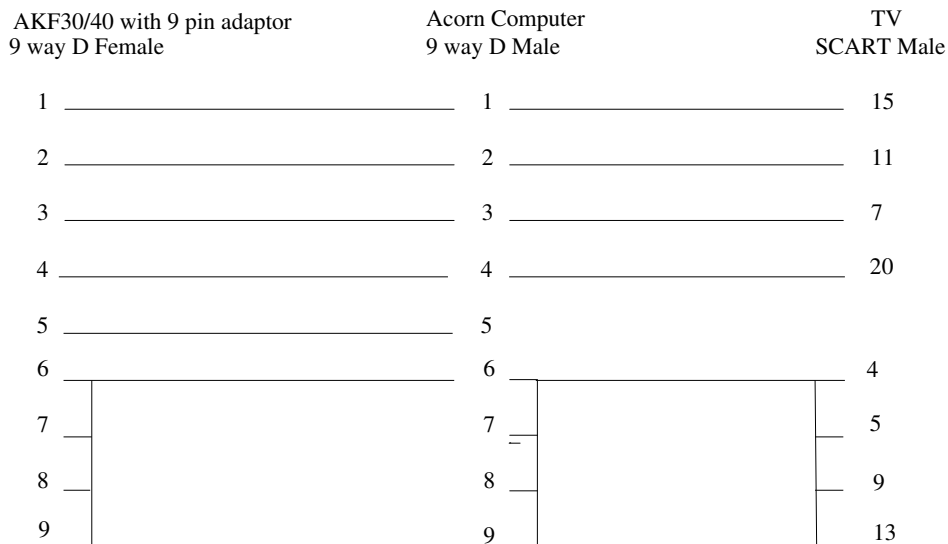 AKF30/40 with 9 pin adaptor Acorn Computer TV
9 way D Female 9 way D Male SCART Male
1 1 15
2 2 11
3 3 7
4 4 20
5 5
6 6 4
7 7 5
8 8 9
9 9 13